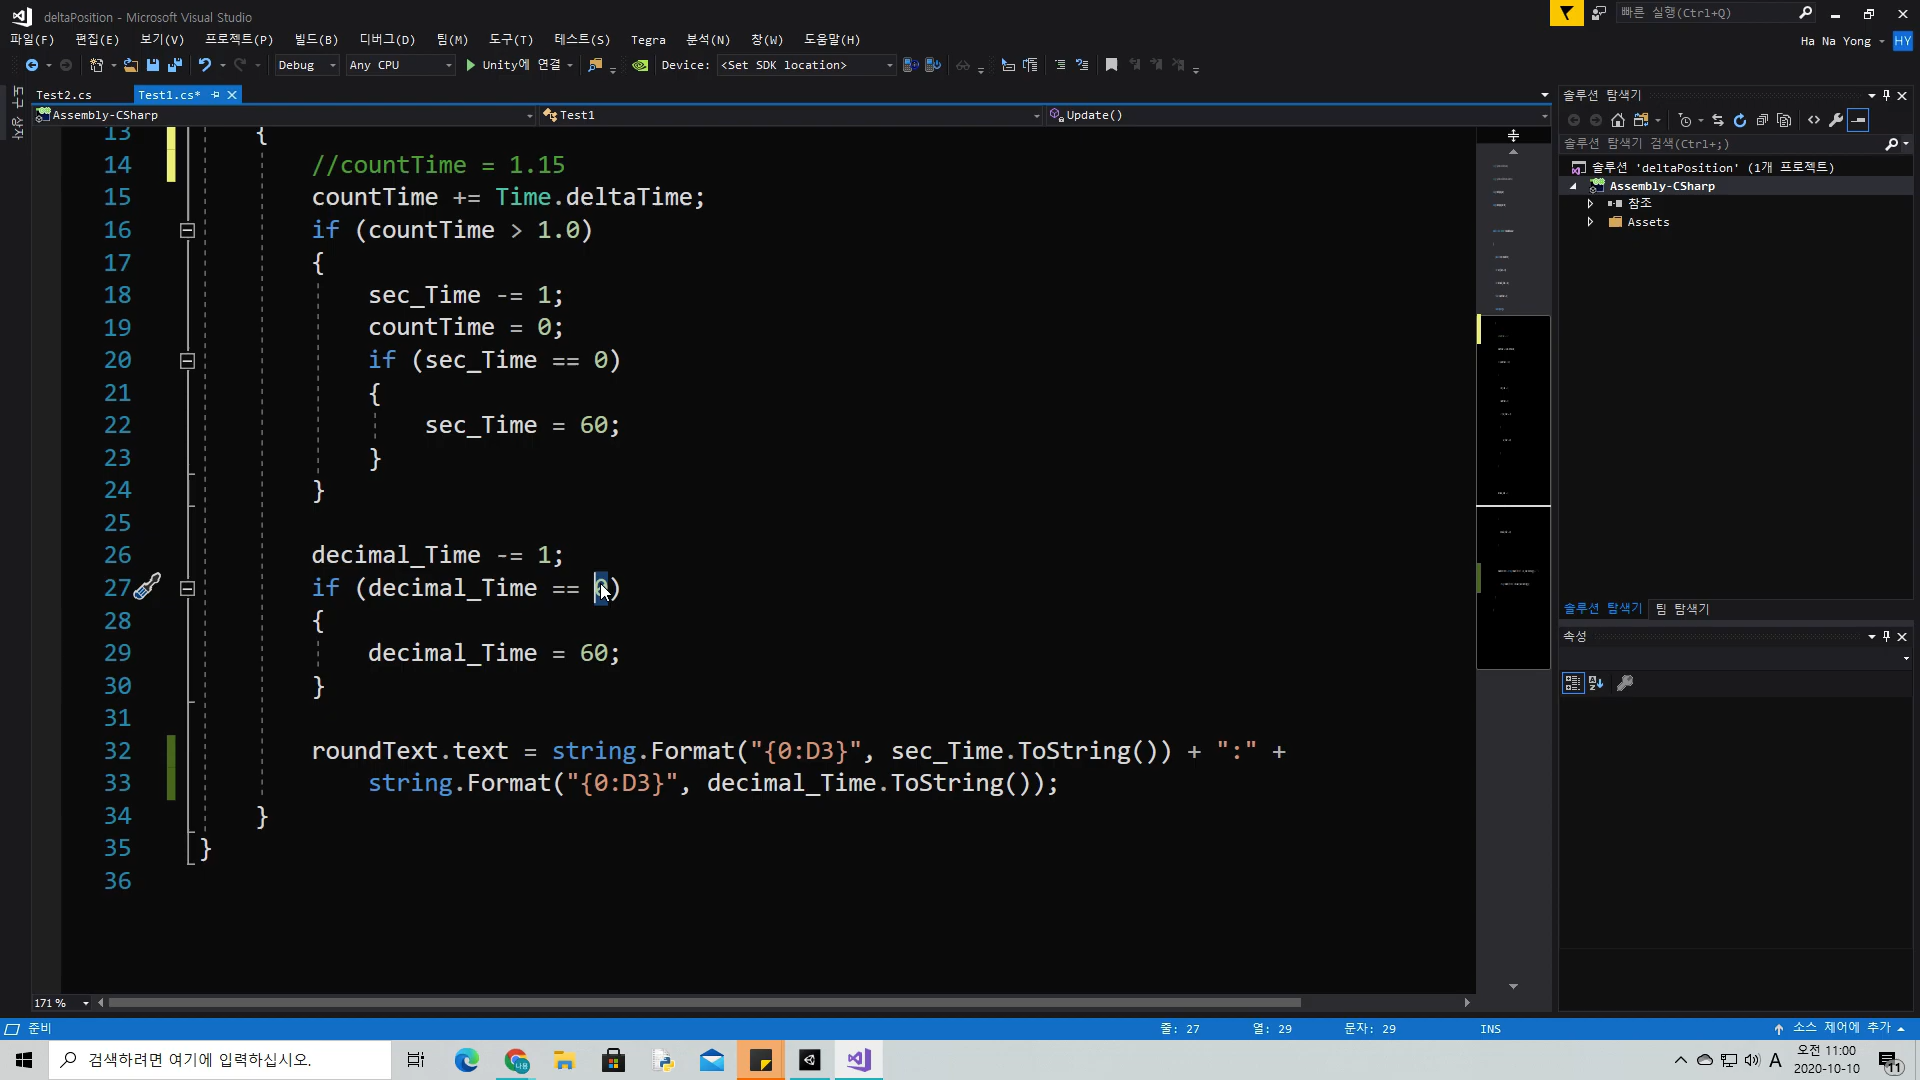 deltaPosition - Microsoft Visual Studio
빠른 실행(Ctrl+Q)
파일(F) 편집(E) 보기(V) 프로젝트(P) 빌드(B) 디버그(D) 팀(M) 도구(T) 테스트(S) Tegra 분석(N) 창(W) 도움말(H)
Ha Na Yong HY
Debug Any CPU Unity에 연결 Device: <Set SDK location>
도구 상자
Test2.cs Test1.cs*
Assembly-CSharp Test1 Update()
13 {
14 //countTime = 1.15
15 countTime += Time.deltaTime;
16 if (countTime > 1.0)
17 {
18 sec_Time -= 1;
19 countTime = 0;
20 if (sec_Time == 0)
21 {
22 sec_Time = 60;
23 }
24 }
25
26 decimal_Time -= 1;
27 if (decimal_Time == 0)
28 {
29 decimal_Time = 60;
30 }
31
32 roundText.text = string.Format("{0:D3}", sec_Time.ToString()) + ":" +
33 string.Format("{0:D3}", decimal_Time.ToString());
34 }
35 }
36
171 %
솔루션 탐색기
솔루션 탐색기 검색(Ctrl+;)
솔루션 'deltaPosition' (1개 프로젝트)
Assembly-CSharp
참조
Assets
솔루션 탐색기 팀 탐색기
속성
준비 줄: 27 열: 29 문자: 29 INS 소스 제어에 추가
검색하려면 여기에 입력하십시오.
A
오전 11:00
2020-10-10
11